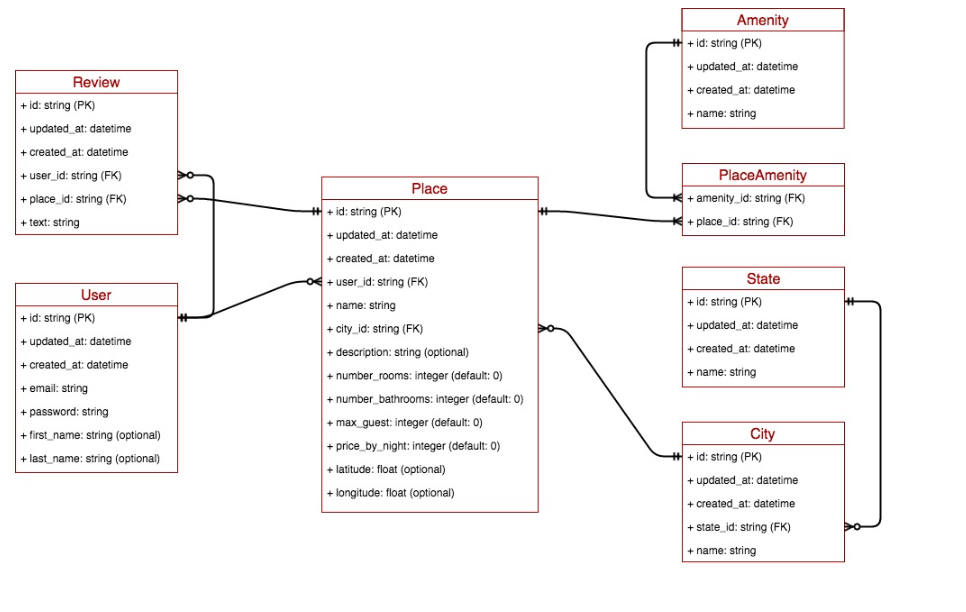 Review
+ id: string (PK)
+ updated_at: datetime
+ created_at: datetime
+ user_id: string (FK)
+ place_id: string (FK)
+ text: string
User
+ id: string (PK)
+ updated_at: datetime
+ created_at: datetime
+ email: string
+ password: string
+ first_name: string (optional)
+ last_name: string (optional)
Place
+ id: string (PK)
+ updated_at: datetime
+ created_at: datetime
+ user_id: string (FK)
+ name: string
+ city_id: string (FK)
+ description: string (optional)
+ number_rooms: integer (default: 0)
+ number_bathrooms: integer (default: 0)
+ max_guest: integer (default: 0)
+ price_by_night: integer (default: 0)
+ latitude: float (optional)
+ longitude: float (optional)
Amenity
+ id: string (PK)
+ updated_at: datetime
+ created_at: datetime
+ name: string
PlaceAmenity
+ amenity_id: string (FK)
+ place_id: string (FK)
State
+ id: string (PK)
+ updated_at: datetime
+ created_at: datetime
+ name: string
City
+ id: string (PK)
+ updated_at: datetime
+ created_at: datetime
+ state_id: string (FK)
+ name: string